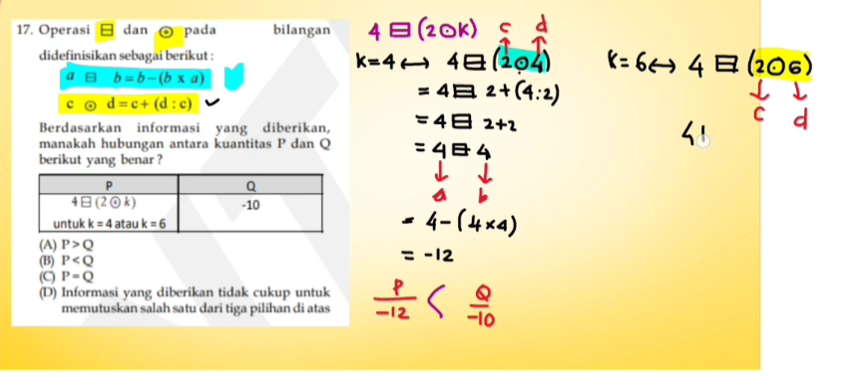 17. Operasi ⊟ dan ⊙ pada bilangan
didefinisikan sebagai berikut :
a ⊟ b = b – (b x a)
c ⊙ d = c + (d : c)
Berdasarkan informasi yang diberikan,
manakah hubungan antara kuantitas P dan Q
berikut yang benar ?
P Q
4 ⊟ (2 ⊙ k) -10
untuk k = 4 atau k = 6
(A) P > Q
(B) P < Q
(C) P = Q
(D) Informasi yang diberikan tidak cukup untuk
memutuskan salah satu dari tiga pilihan di atas
4 ⊟ (2⊙k) c d
k=4 ↔ 4 ⊟ (2⊙4)
= 4 ⊟ 2+(4:2)
= 4 ⊟ 2+2
= 4 ⊟ 4
a b
= 4-(4×4)
= -12
P < Q
-12 -10
k=6 ↔ 4 ⊟ (2⊙6)
c d
4